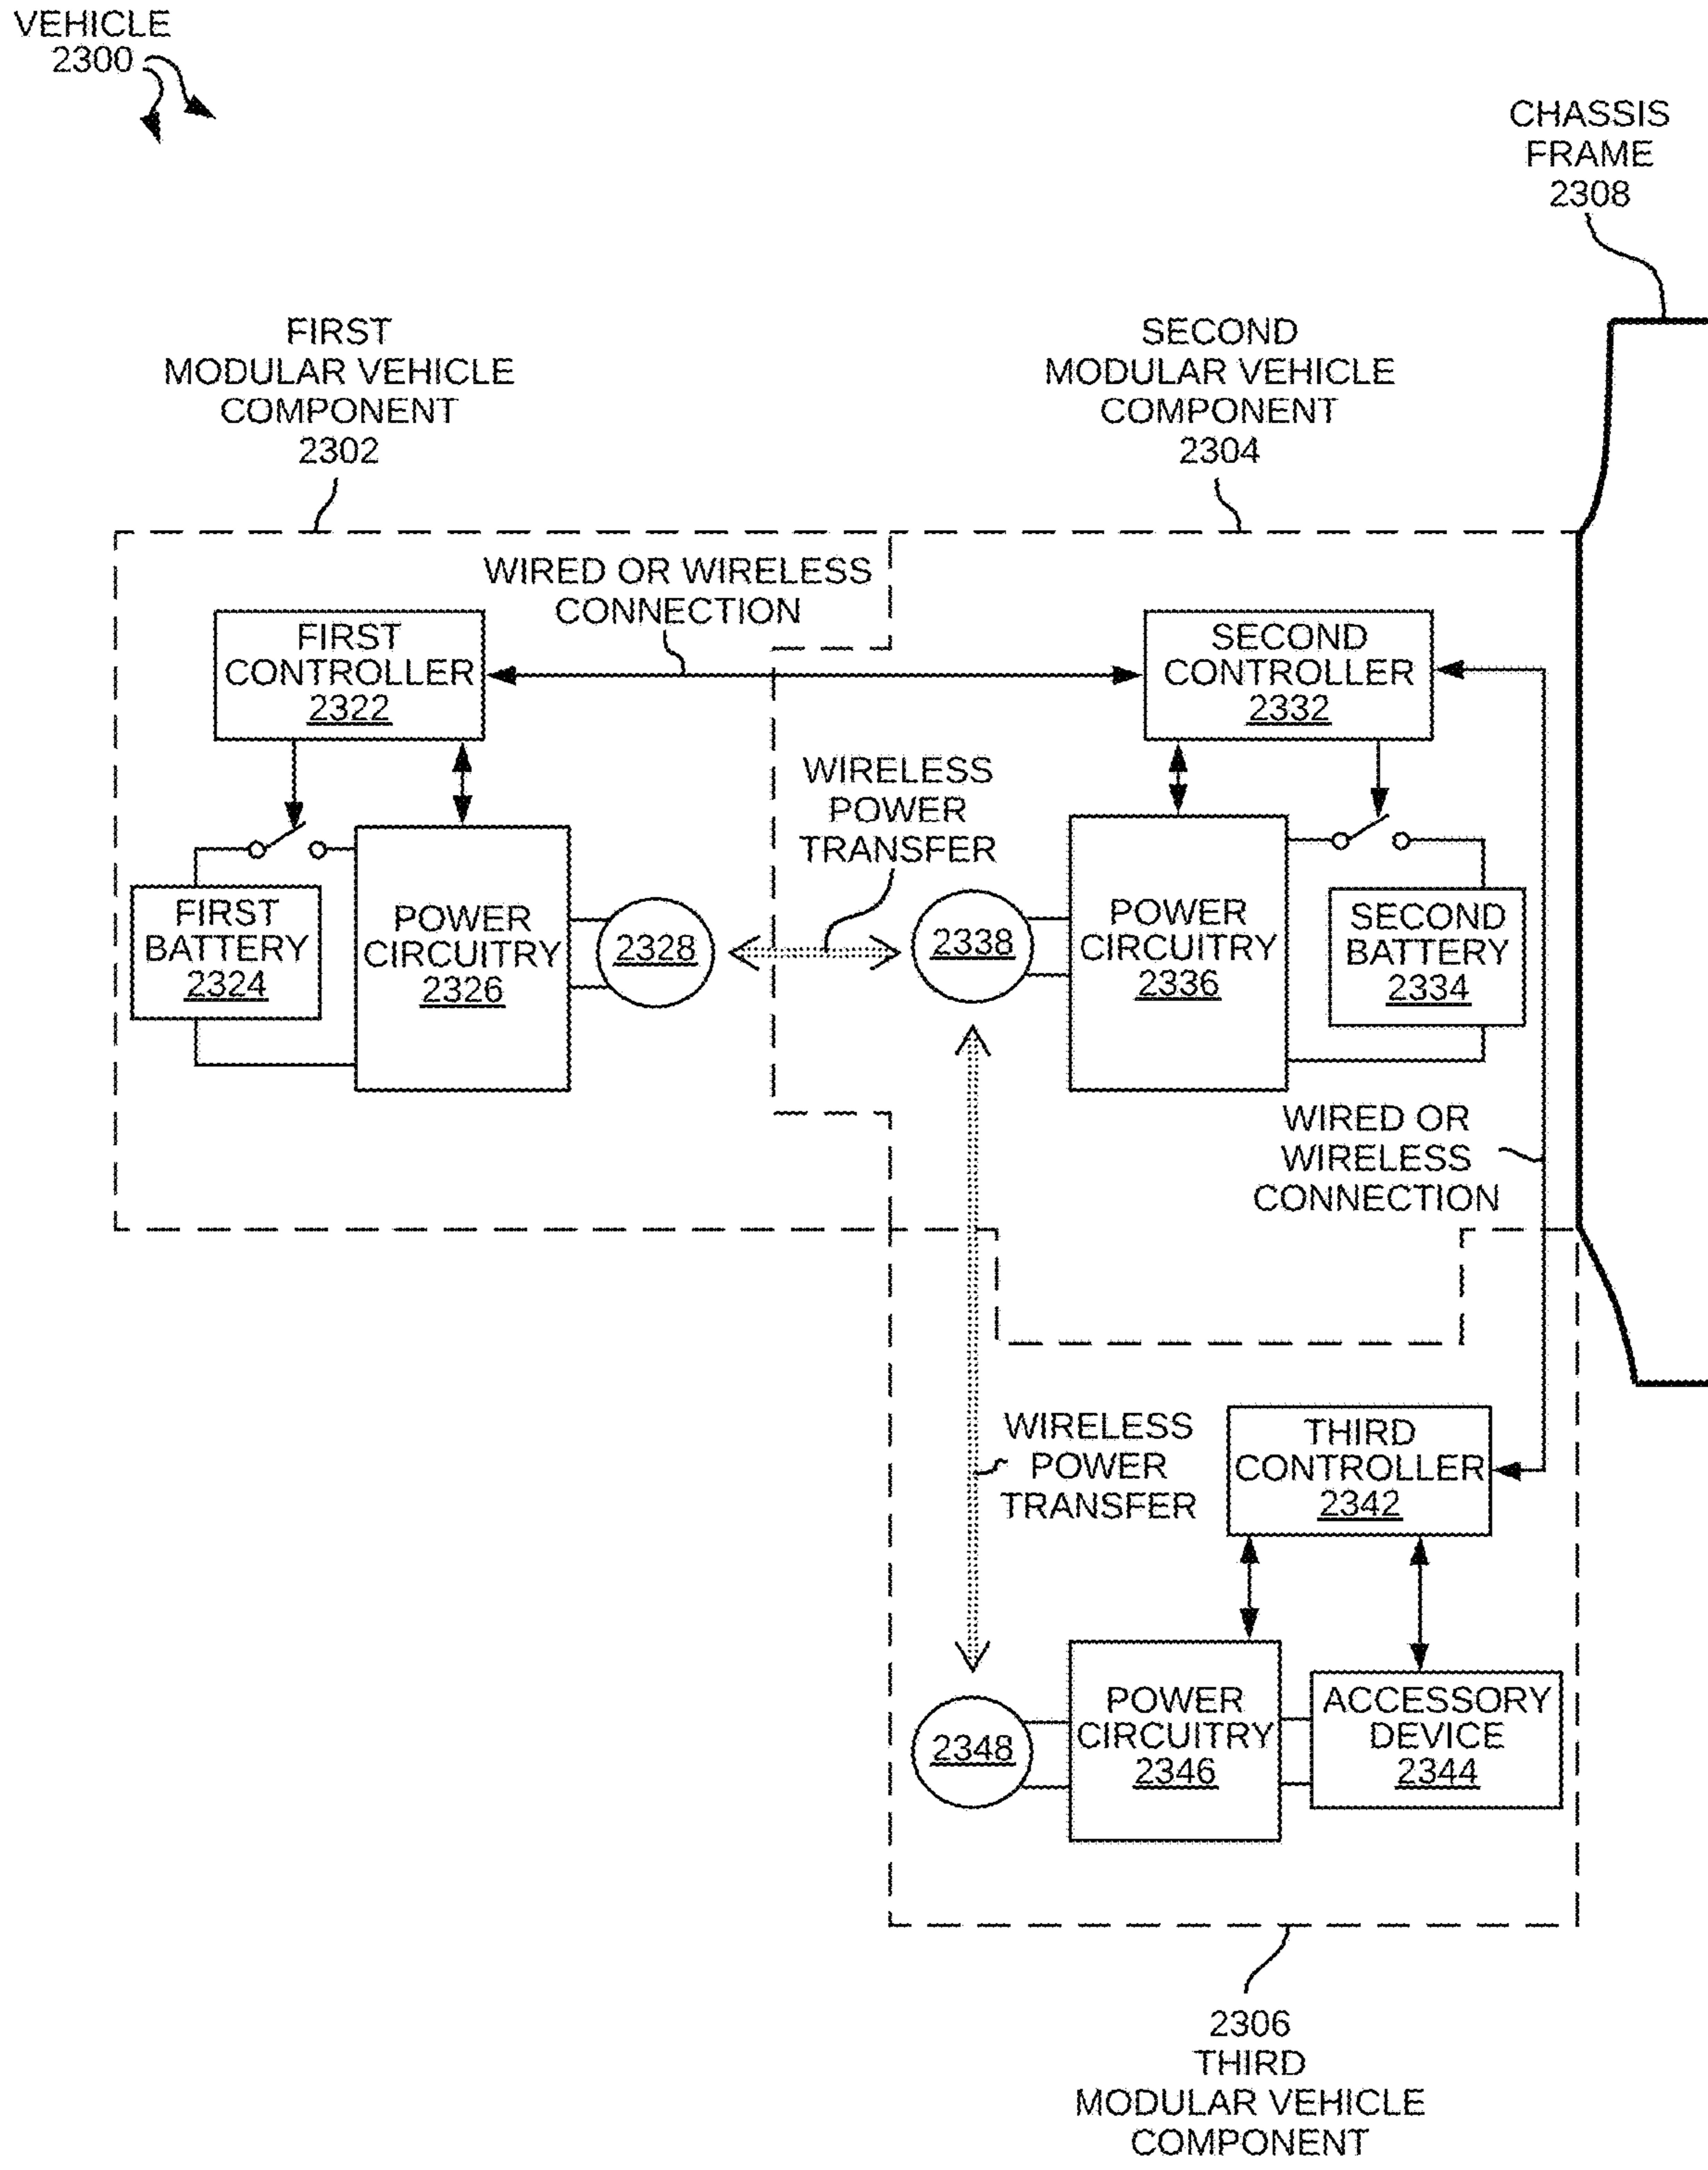 VEHICLE
2300
CHASSIS
FRAME
2308
FIRST
MODULAR VEHICLE
COMPONENT
2302
SECOND
MODULAR VEHICLE
COMPONENT
2304
WIRED OR WIRELESS
CONNECTION
FIRST
CONTROLLER
2322
SECOND
CONTROLLER
2332
WIRELESS
POWER
TRANSFER
FIRST
BATTERY
2324
POWER
CIRCUITRY
2326
2328
2338
POWER
CIRCUITRY
2336
SECOND
BATTERY
2334
WIRED OR
WIRELESS
CONNECTION
WIRELESS
POWER
TRANSFER
THIRD
CONTROLLER
2342
2348
POWER
CIRCUITRY
2346
ACCESSORY
DEVICE
2344
2306
THIRD
MODULAR VEHICLE
COMPONENT